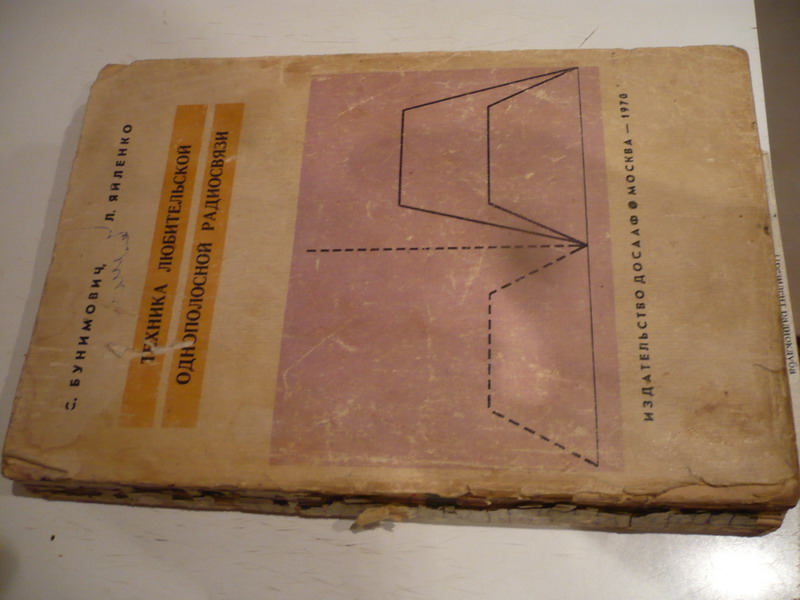 С. БУНИМОВИЧ, Л. ЯЙЛЕНКО
ТЕХНИКА ЛЮБИТЕЛЬСКОЙ
ОДНОПОЛОСНОЙ РАДИОСВЯЗИ
ИЗДАТЕЛЬСТВО ДОСААФ МОСКВА — 1970